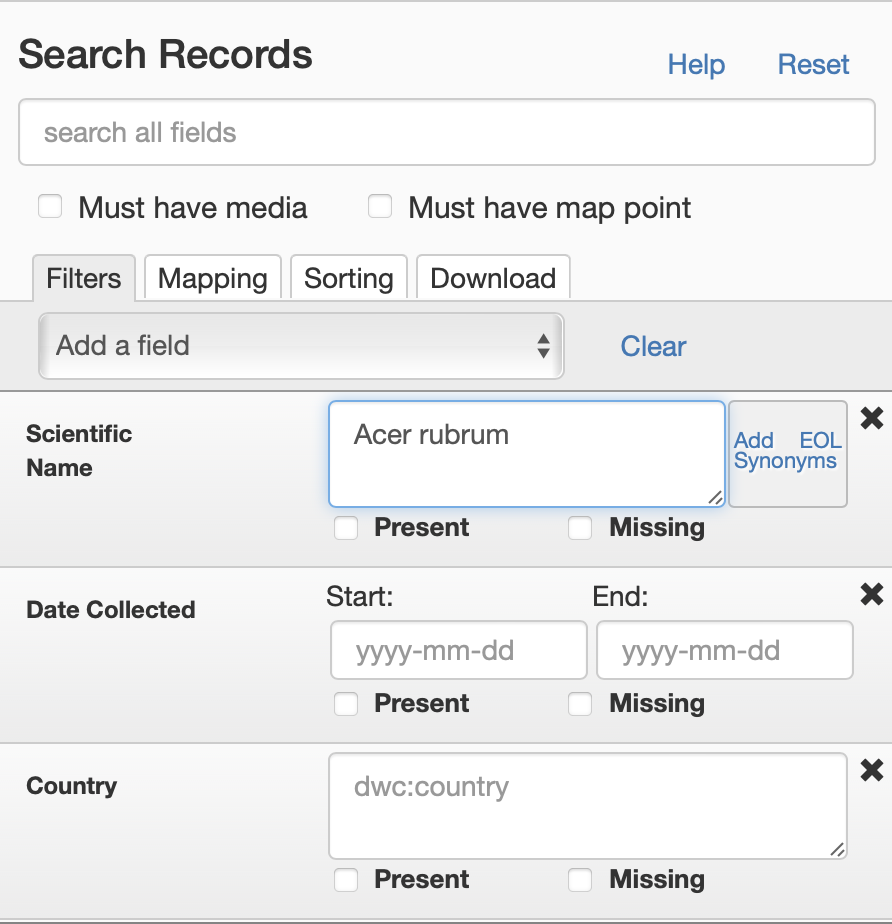 Search Records
Help Reset
search all fields
Must have media Must have map point
Filters Mapping Sorting Download
Add a field Clear
Scientific
Name
Acer rubrum
Add EOL
Synonyms
Present Missing
Date Collected
Start: End:
yyyy-mm-dd yyyy-mm-dd
Present Missing
Country
dwc:country
Present Missing